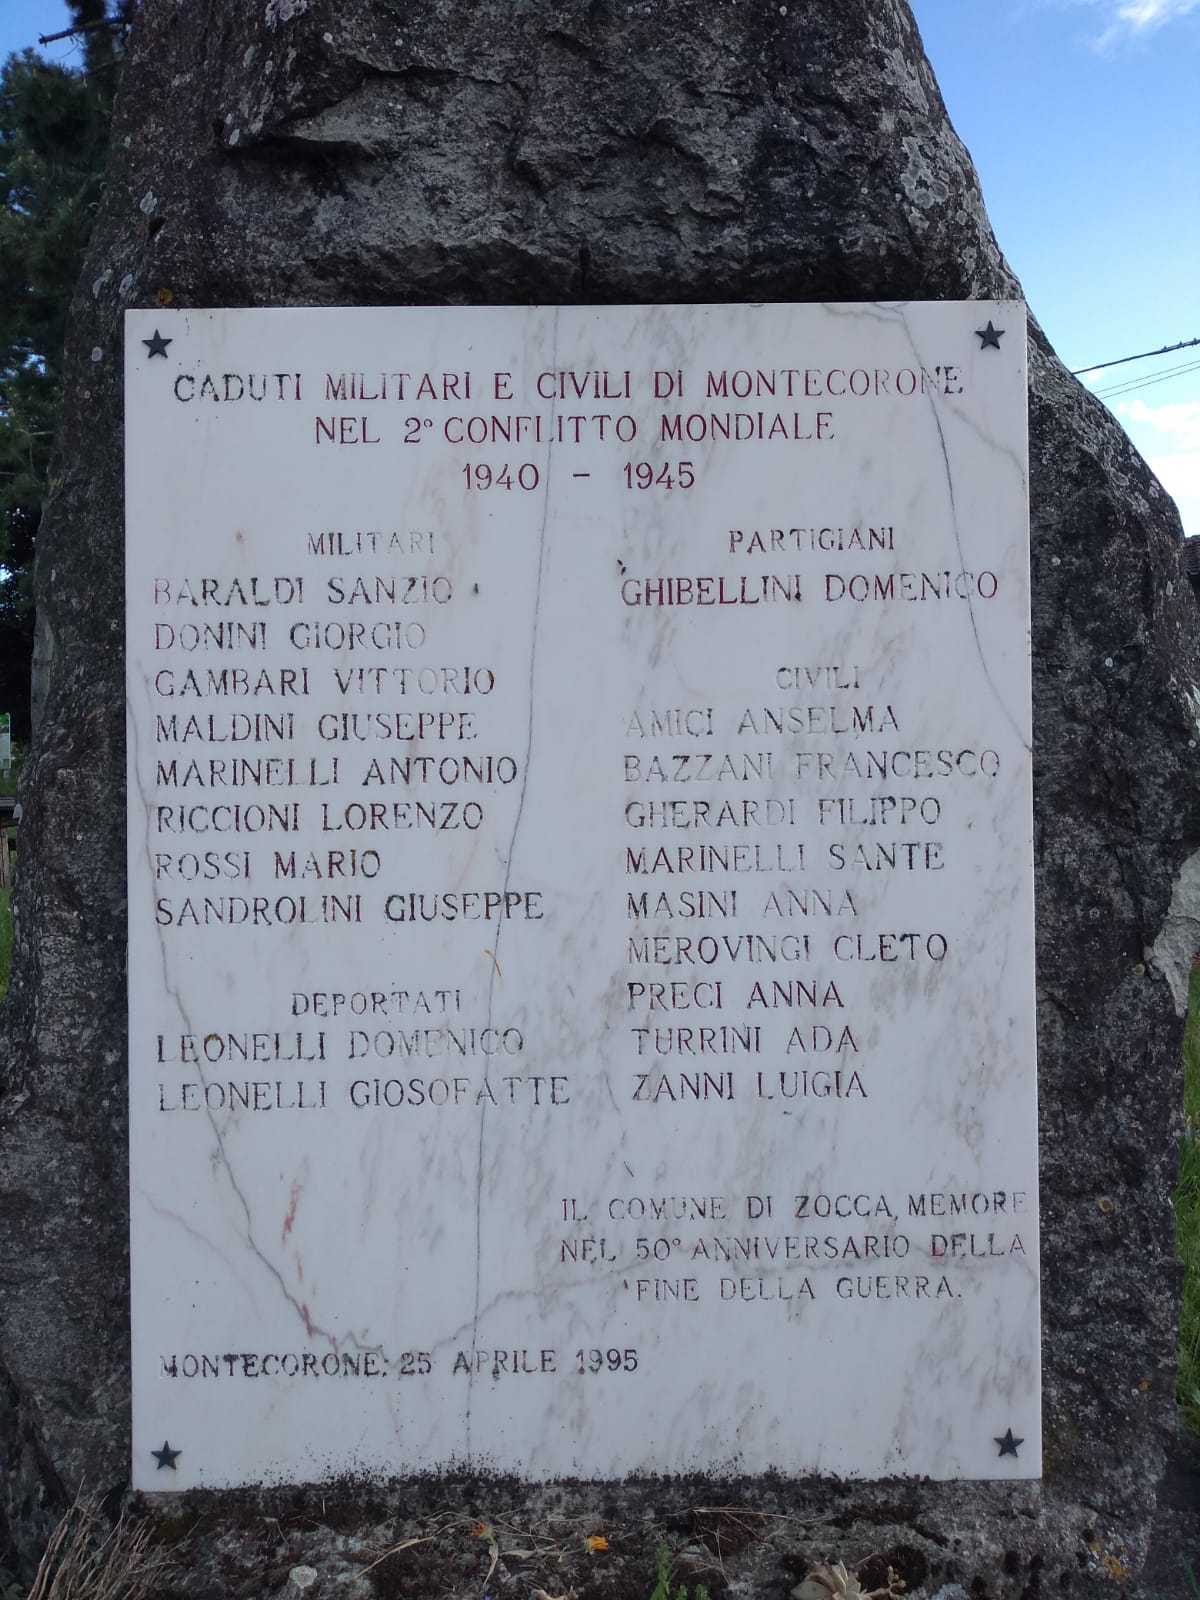 CADUTI MILITARI E CIVILI DI MONTECORONE
NEL 2° CONFLITTO MONDIALE
1940 - 1945
MILITARI
BARALDI SANZIO
DONINI GIORGIO
GAMBARI VITTORIO
MALDINI GIUSEPPE
MARINELLI ANTONIO
RICCIONI LORENZO
ROSSI MARIO
SANDROLINI GIUSEPPE
DEPORTATI
LEONELLI DOMENICO
LEONELLI GIOSOFATTE
PARTIGIANI
GHIBELLINI DOMENICO
CIVILI
AMICI ANSELMA
BAZZANI FRANCESCO
GHERARDI FILIPPO
MARINELLI SANTE
MASINI ANNA
MEROVINGI CLETO
PRECI ANNA
TURRINI ADA
ZANNI LUIGIA
IL COMUNE DI ZOCCA, MEMORE
NEL 50° ANNIVERSARIO DELLA
FINE DELLA GUERRA.
MONTECORONE; 25 APRILE 1995